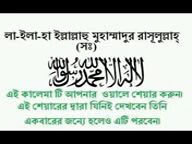 লা-ইলা-হা ইল্লাল্লাহু মুহাম্মাদুর রাসূলুল্লাহ্
(সঃ)
لا اله الا الله محمد رسول الله
এই কালেমা টি আপনার ওয়ালে শেয়ার করুন।
এই শেয়ারের দ্বারা যিনিই দেখবেন তিনি
একবারের জন্যে হলেও এটি পরবেন।